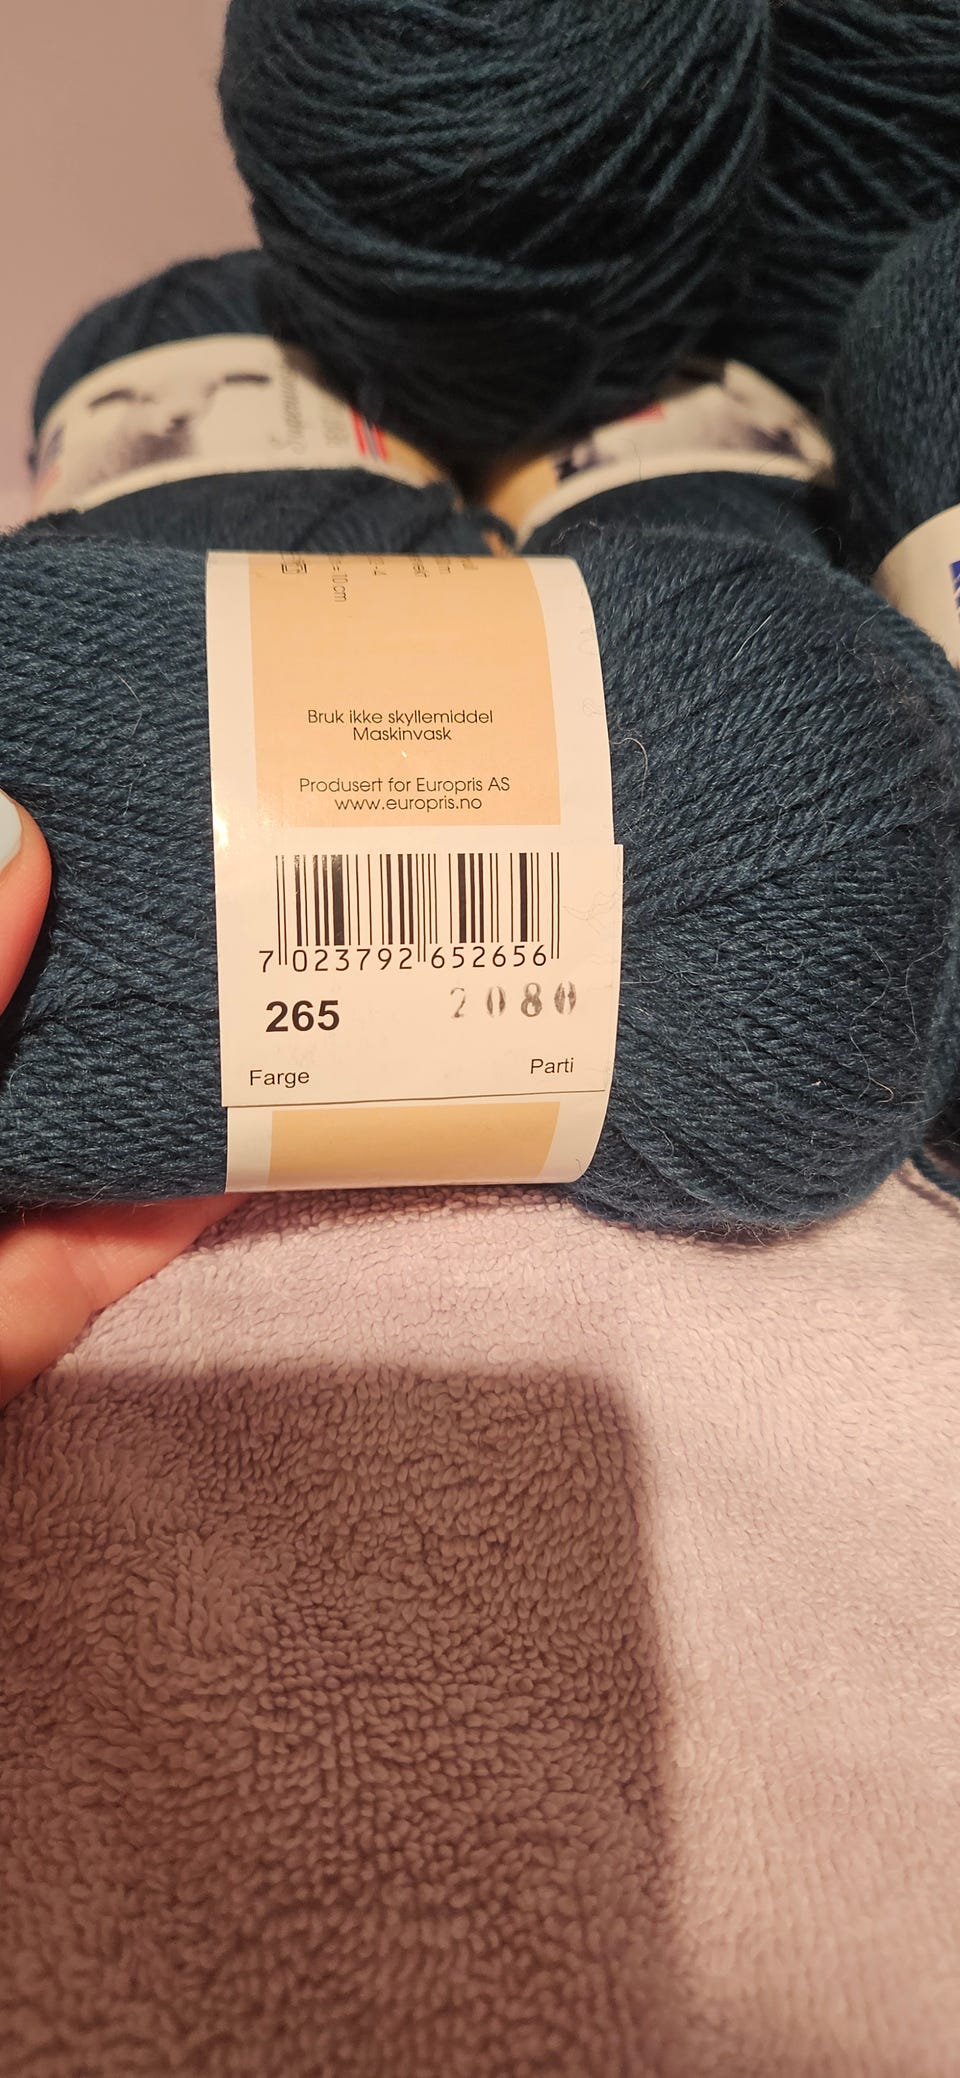 Bruk ikke skyllemiddel
Maskinvask
Produsert for Europris AS
www.europris.no
7 023792 652656
265
2080
Farge
Parti